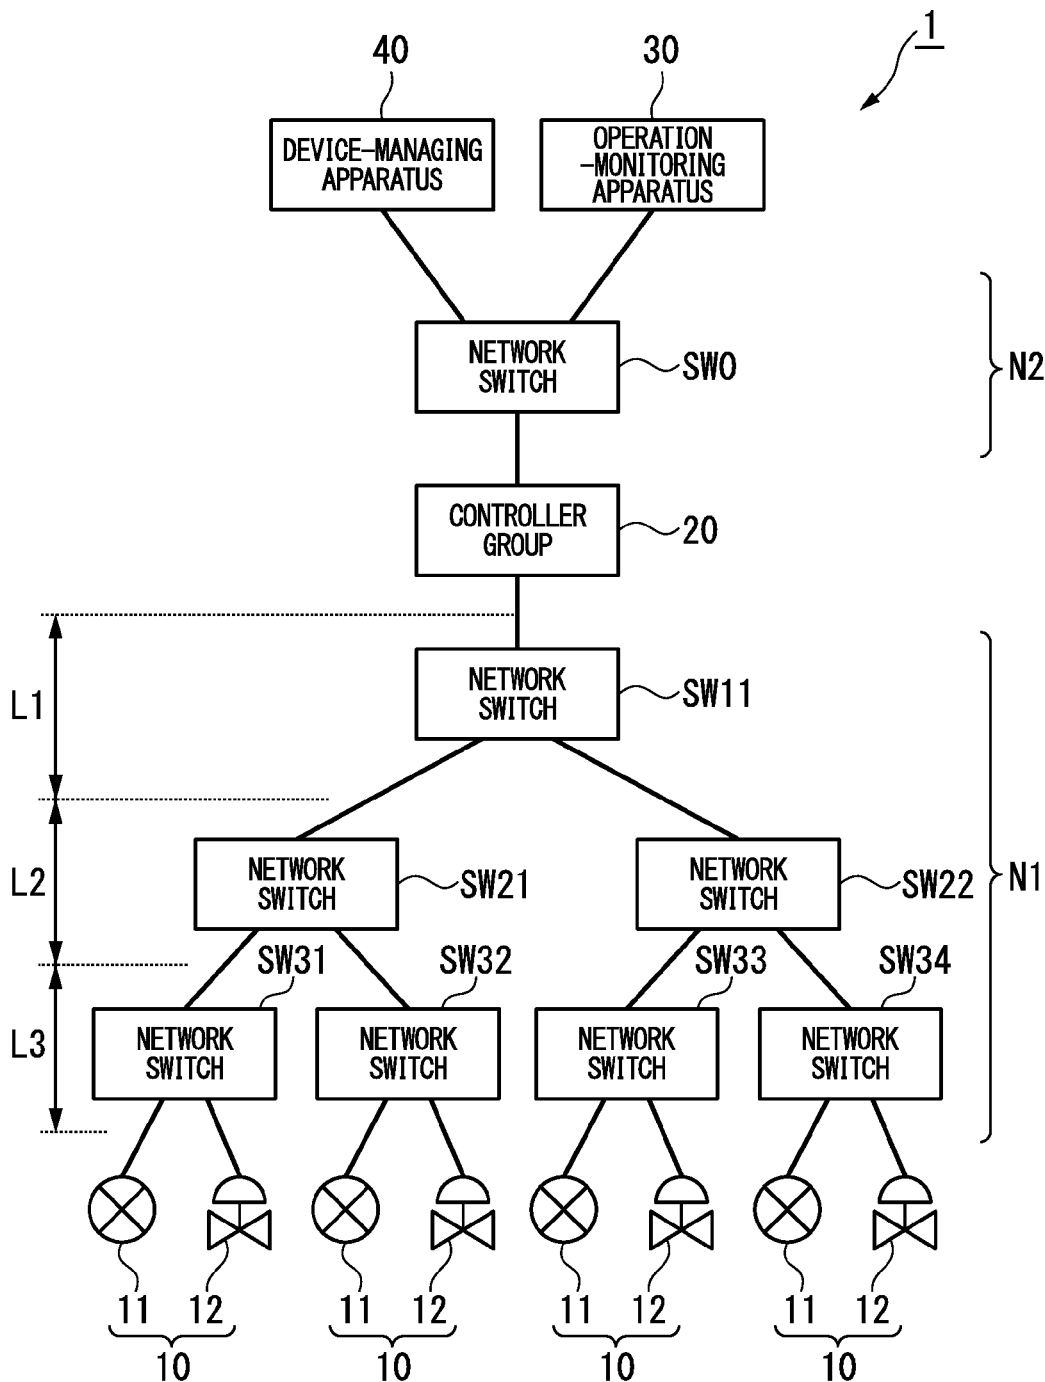 1
40
30
DEVICE-MANAGING
APPARATUS
OPERATION
-MONITORING
APPARATUS
NETWORK
SWITCH
SW0
N2
CONTROLLER
GROUP
20
L1
NETWORK
SWITCH
SW11
L2
NETWORK
SWITCH
SW21
NETWORK
SWITCH
SW22
N1
SW31
SW32
SW33
SW34
L3
NETWORK
SWITCH
NETWORK
SWITCH
NETWORK
SWITCH
NETWORK
SWITCH
11
12
11
12
11
12
11
12
10
10
10
10